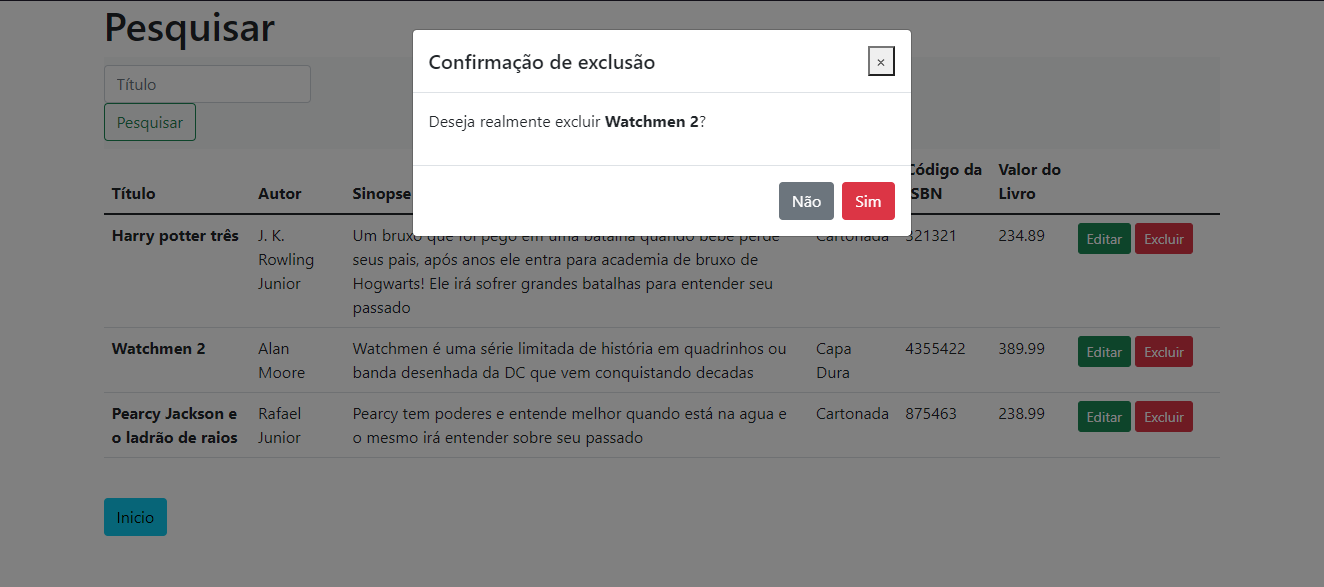 Pesquisar
Confirmação de exclusão
×
Título
Deseja realmente excluir Watchmen 2?
Pesquisar
Não Sim
Título Autor Sinopse Código da ISBN Valor do Livro
Harry potter três J. K. Um bruxo que foi pego em uma batalha quando bebê perde Cartonada 321321 234.89 Editar Excluir
Rowling seus pais, após anos ele entra para academia de bruxo de
Junior Hogwarts! Ele irá sofrer grandes batalhas para entender seu
passado
Watchmen 2 Alan Watchmen é uma série limitada de história em quadrinhos ou Capa 4355422 389.99 Editar Excluir
Moore banda desenhada da DC que vem conquistando decadas Dura
Pearcy Jackson e Rafael Pearcy tem poderes e entende melhor quando está na agua e Cartonada 875463 238.99 Editar Excluir
o ladrão de raios Junior o mesmo irá entender sobre seu passado
Inicio